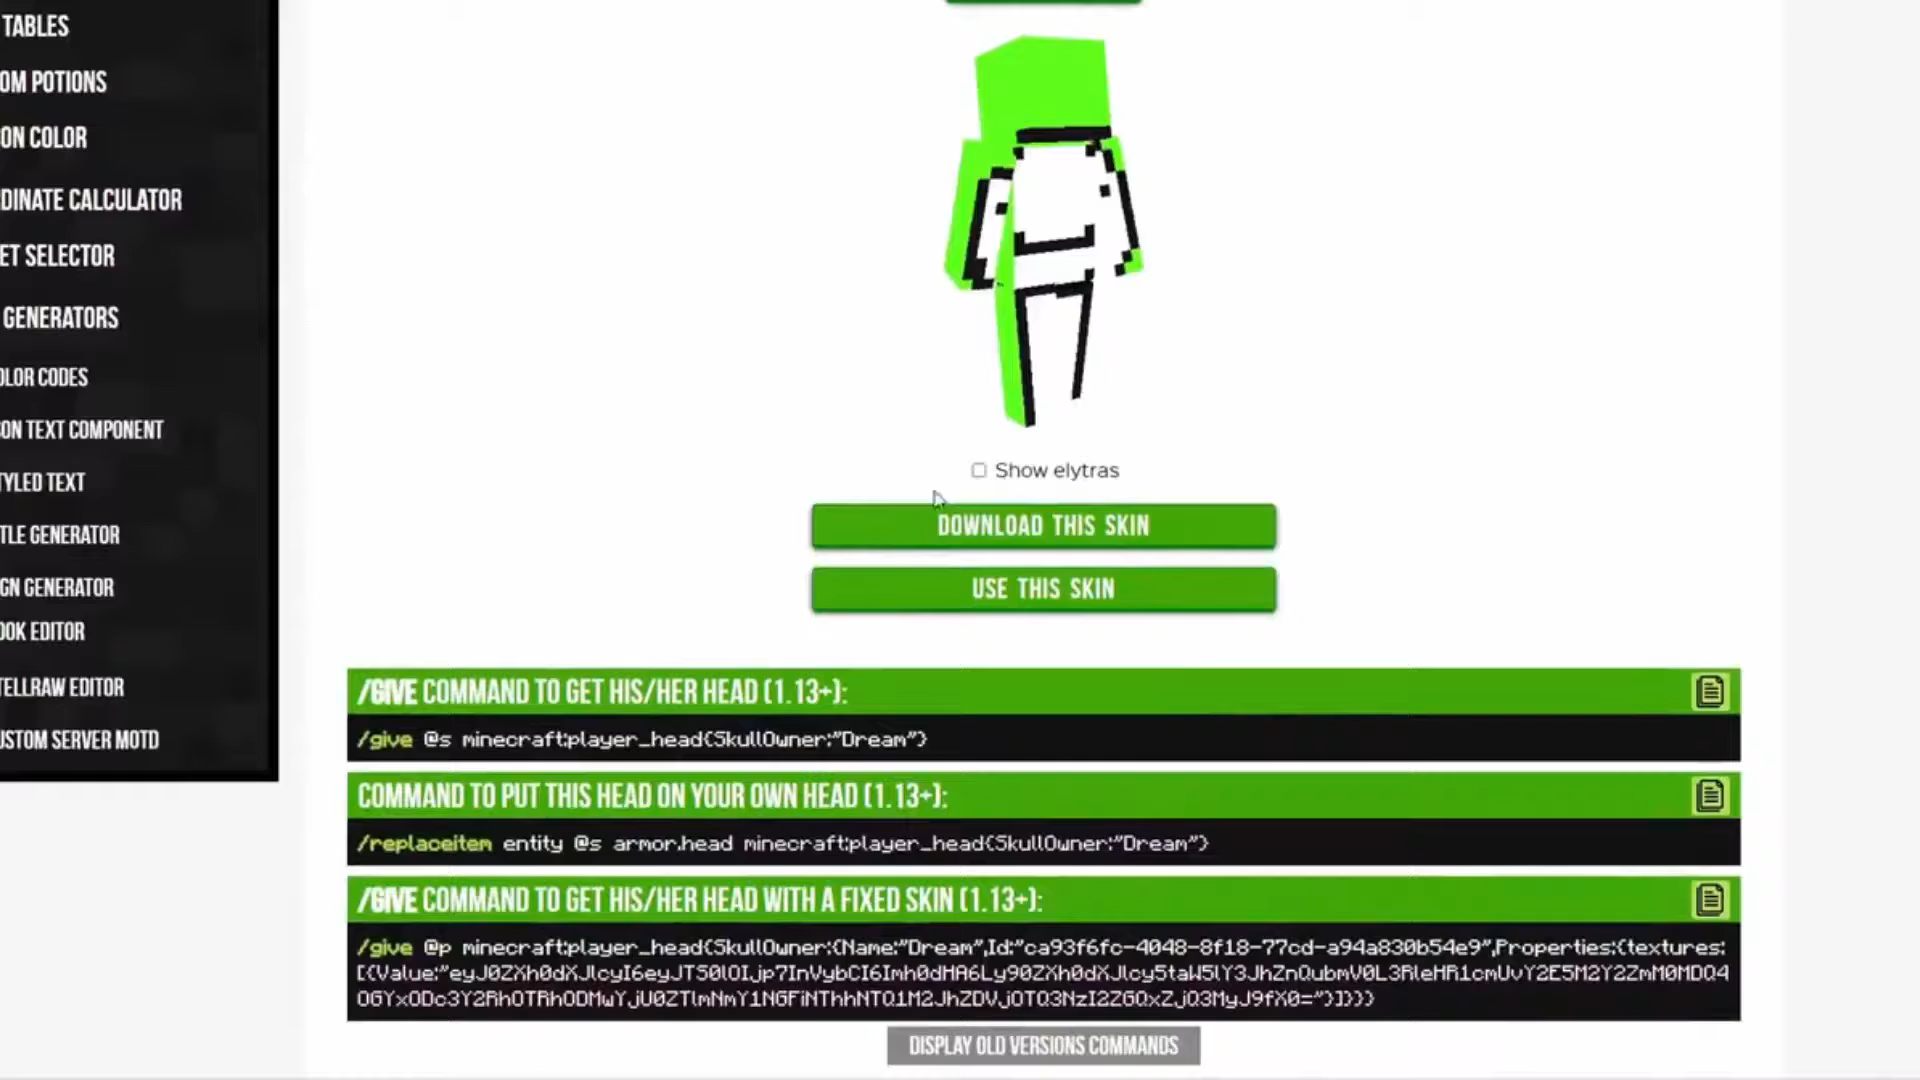 TABLES
OM POTIONS
ON COLOR
DINATE CALCULATOR
ET SELECTOR
GENERATORS
OLOR CODES
ON TEXT COMPONENT
TYLED TEXT
TLE GENERATOR
GN GENERATOR
OOK EDITOR
TELLRAW EDITOR
USTOM SERVER MOTD
Show elytras
DOWNLOAD THIS SKIN
USE THIS SKIN
/GIVE COMMAND TO GET HIS/HER HEAD (1.13+):
/give @s minecraft:player_head{SkullOwner:"Dream"}
COMMAND TO PUT THIS HEAD ON YOUR OWN HEAD (1.13+):
/replaceitem entity @s armor.head minecraft:player_head{SkullOwner:"Dream"}
/GIVE COMMAND TO GET HIS/HER HEAD WITH A FIXED SKIN (1.13+):
/give @p minecraft:player_head{SkullOwner:{Name:"Dream",Id:"ca93f6fc-4048-8f18-77cd-a94a830b54e9",Properties:{textures:
[{Value:"eyJ0ZXh0dXJlcyI6eyJTS0lOIjp7InVybCI6Imh0dHA6Ly90ZXh0dXJlcy5taW5lY3JhZnQubmV0L3RleHR1cmUvY2E5M2Y2ZmM0MDQ4
OGYxODc3Y2RhOTRhODMwYjU0ZTlmNmY1NGFiNThhNTQ1M2JhZDVjOTQ3NzI2ZGQxZjQ3MyJ9fX0="}]}}}
DISPLAY OLD VERSIONS COMMANDS